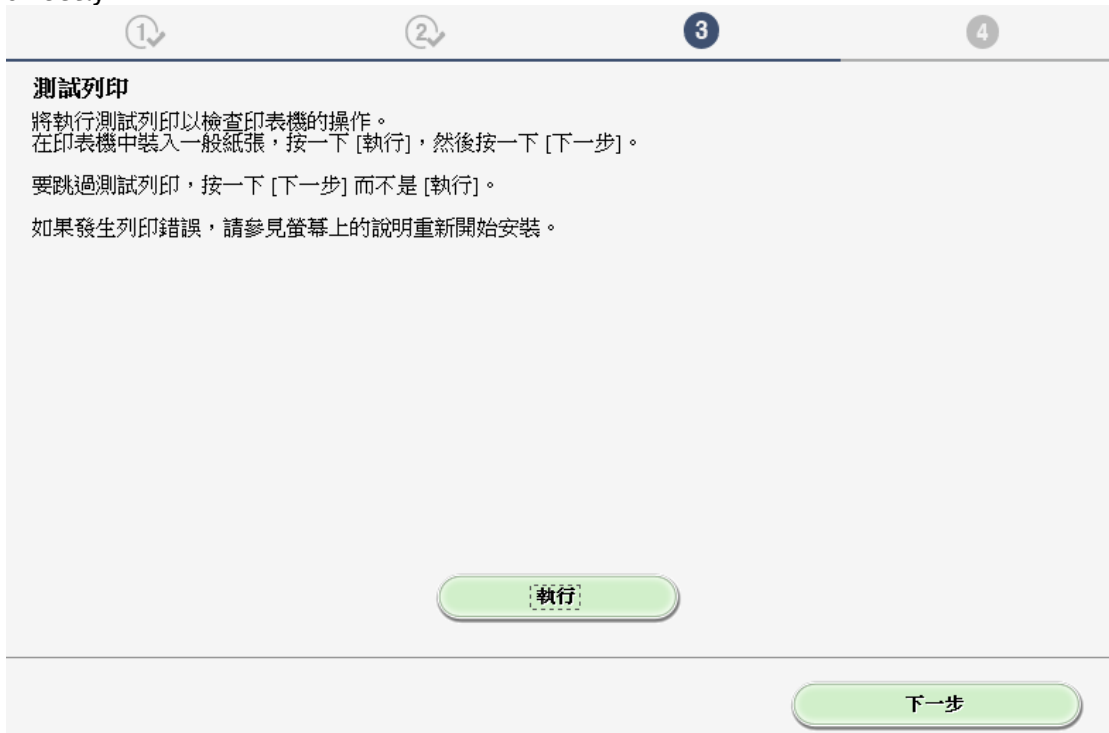 1 2 3 4
測試列印
將執行測試列印以檢查印表機的操作。
在印表機中裝入一般紙張，按一下 [執行]，然後按一下 [下一步]。
要跳過測試列印，按一下 [下一步] 而不是 [執行]。
如果發生列印錯誤，請參見螢幕上的說明重新開始安裝。
執行
下一步